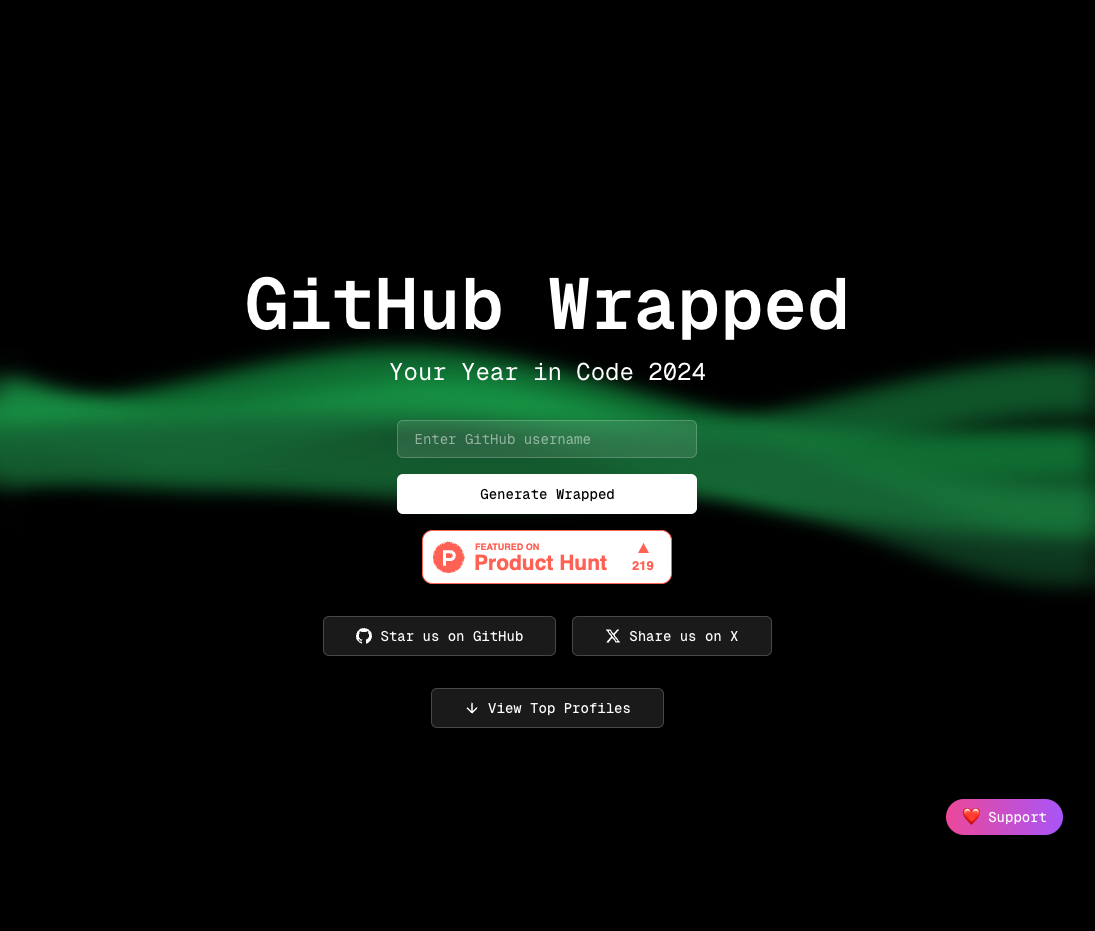 GitHub Wrapped
Your Year in Code 2024
Enter GitHub username
Generate Wrapped
P
FEATURED ON
Product Hunt
▲
219
Star us on GitHub
Share us on X
View Top Profiles
Support